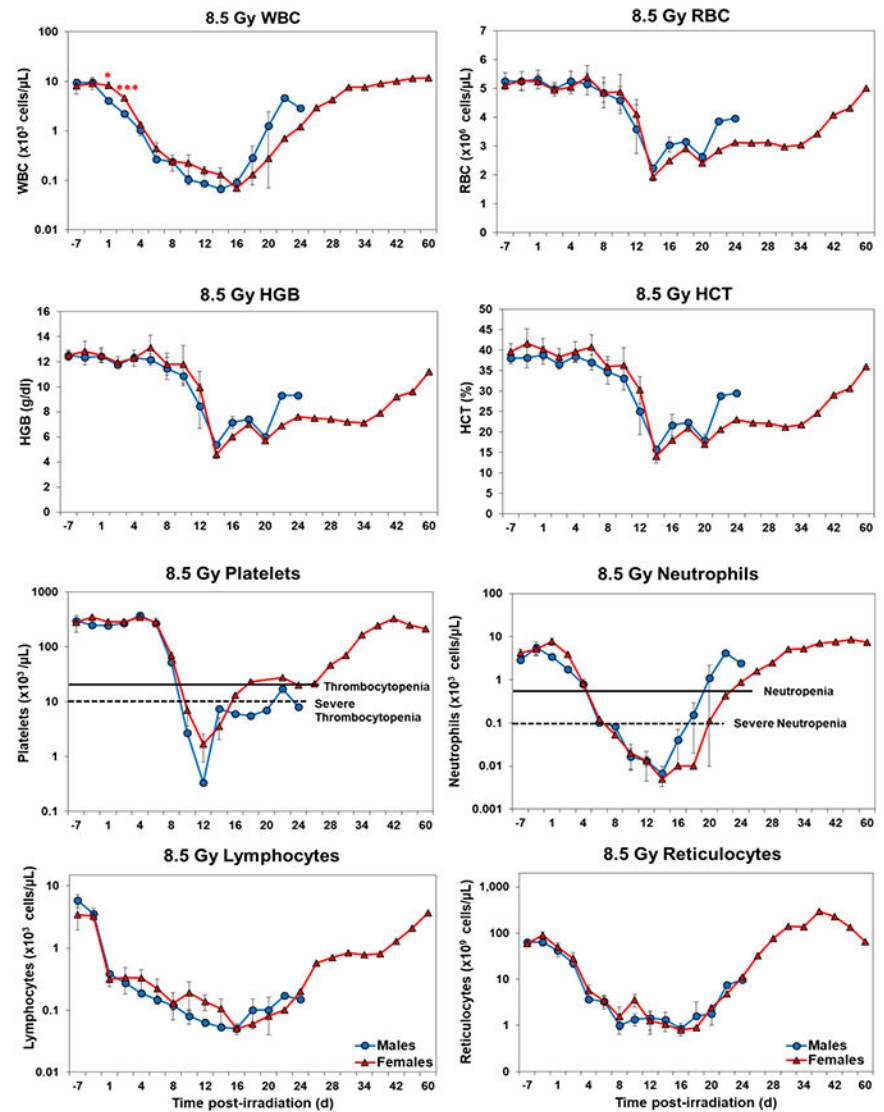 8.5 Gy WBC
WBC (x10³ cells/µL)
100
10
1
0.1
0.01
*
***
-7 1 4 8 12 16 20 24 28 34 42 60
8.5 Gy RBC
RBC (x10⁶ cells/µL)
7
6
5
4
3
2
1
0
-7 1 4 8 12 16 20 24 28 34 42 60
8.5 Gy HGB
HGB (g/dl)
16
14
12
10
8
6
4
2
0
-7 1 4 8 12 16 20 24 28 34 42 60
8.5 Gy HCT
HCT (%)
50
45
40
35
30
25
20
15
10
5
0
-7 1 4 8 12 16 20 24 28 34 42 60
8.5 Gy Platelets
Platelets (x10³ /µL)
1000
100
10
1
0.1
Thrombocytopenia
Severe
Thrombocytopenia
-7 1 4 8 12 16 20 24 28 34 42 60
8.5 Gy Neutrophils
Neutrophils (x10³ cells/µL)
10
1
0.1
0.01
0.001
Neutropenia
Severe Neutropenia
-7 1 4 8 12 16 20 24 28 34 42 60
8.5 Gy Lymphocytes
Lymphocytes (x10³ cells/µL)
10
1
0.1
0.01
Males
Females
-7 1 4 8 12 16 20 24 28 34 42 60
Time post-irradiation (d)
8.5 Gy Reticulocytes
Reticulocytes (x10⁹ cells/µL)
1,000
100
10
1
0
Males
Females
-7 1 4 8 12 16 20 24 28 34 42 60
Time post-irradiation (d)